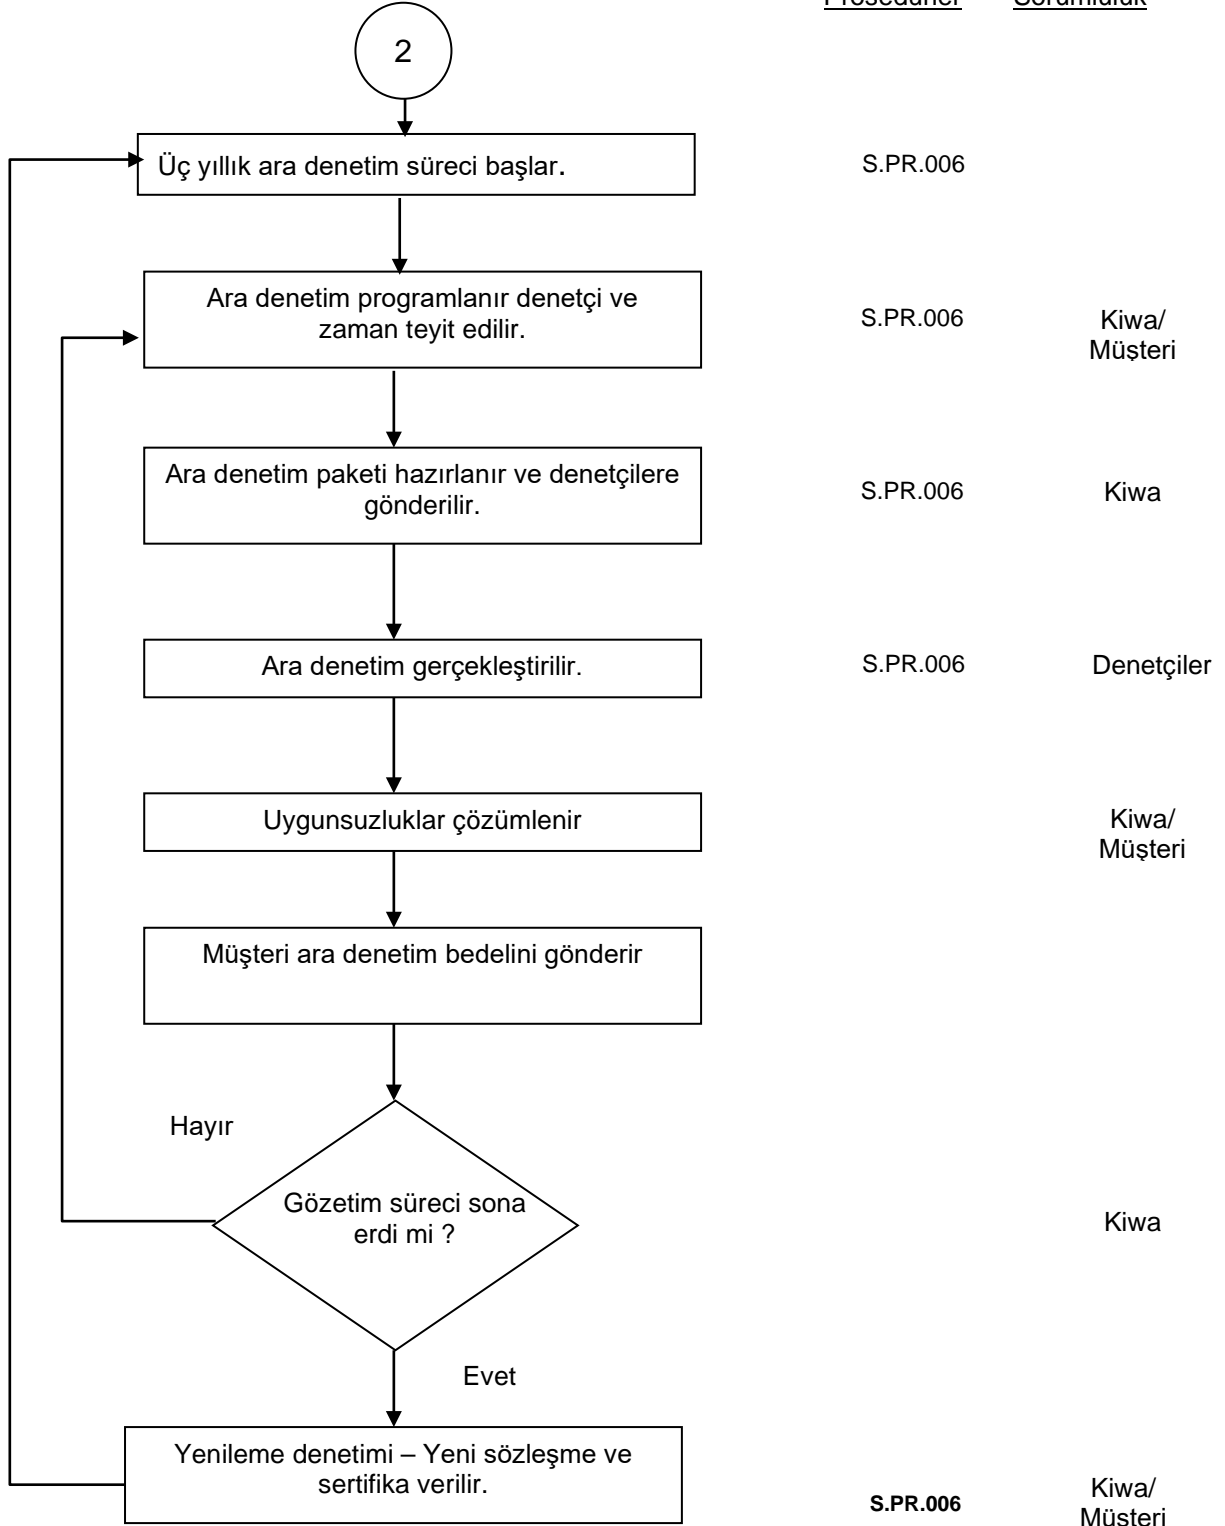 Prosedürler Sorumluluk
2
Üç yıllık ara denetim süreci başlar.
S.PR.006
Ara denetim programlanır denetçi ve
zaman teyit edilir.
S.PR.006
Kiwa/
Müşteri
Ara denetim paketi hazırlanır ve denetçilere
gönderilir.
S.PR.006
Kiwa
Ara denetim gerçekleştirilir.
S.PR.006
Denetçiler
Uygunsuzluklar çözümlenir
Kiwa/
Müşteri
Müşteri ara denetim bedelini gönderir
Hayır
Gözetim süreci sona
erdi mi ?
Kiwa
Evet
Yenileme denetimi – Yeni sözleşme ve
sertifika verilir.
S.PR.006
Kiwa/
Müşteri